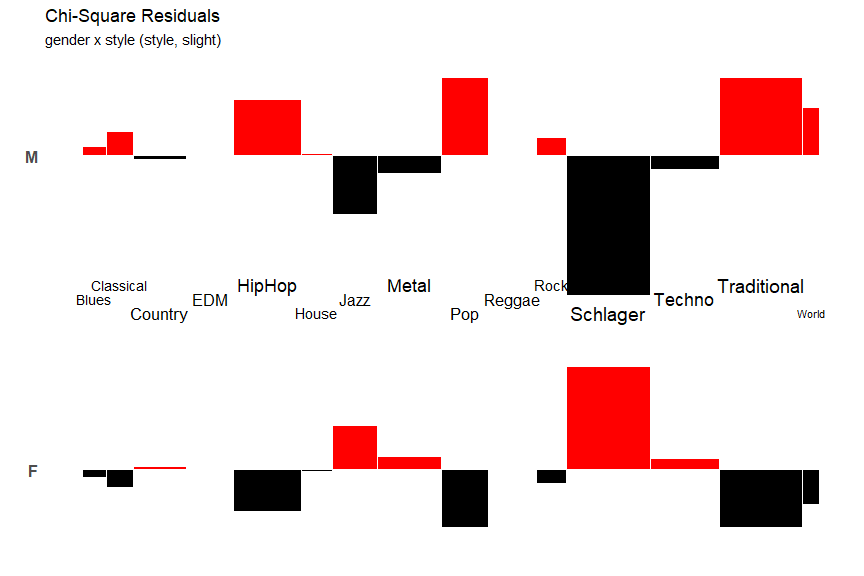 Chi-Square Residuals
gender x style (style, slight)
M
Classical HipHop Metal Rock Traditional
Blues EDM Jazz Reggae Techno
Country House Pop Schlager World
F